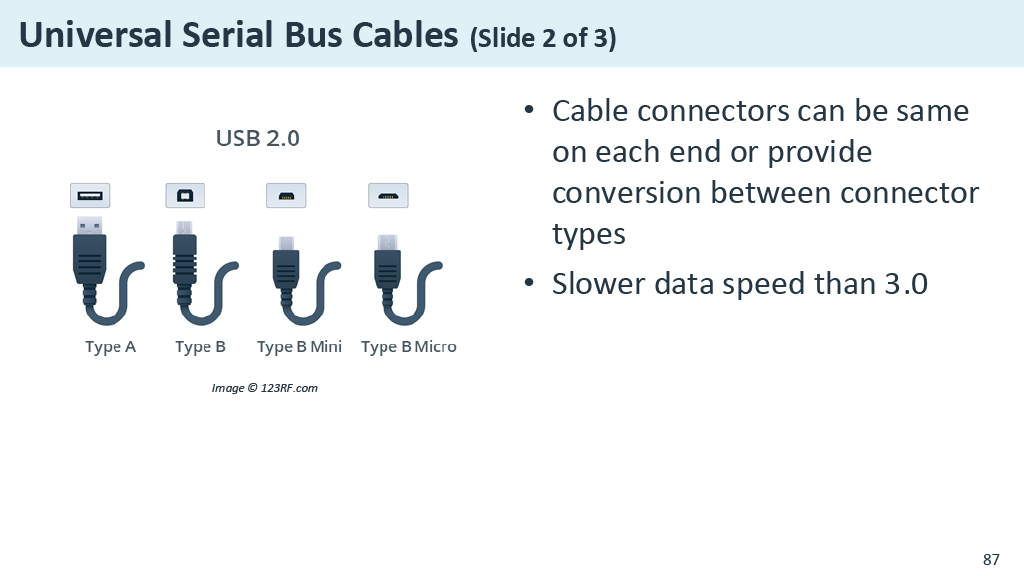 Universal Serial Bus Cables (Slide 2 of 3)
USB 2.0
Type A
Type B
Type B Mini
Type B Micro
Image © 123RF.com
• Cable connectors can be same
on each end or provide
conversion between connector
types
• Slower data speed than 3.0
87